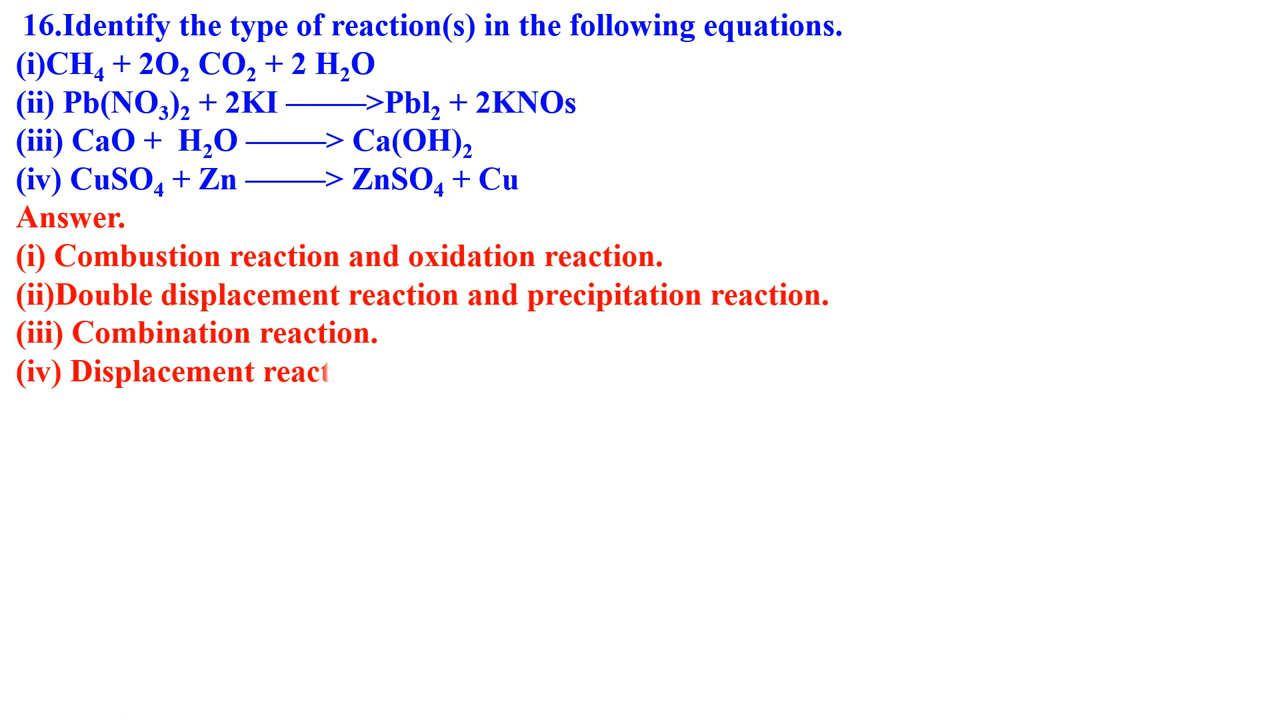 16.Identify the type of reaction(s) in the following equations.
(i)CH₄ + 2O₂ CO₂ + 2 H₂O
(ii) Pb(NO₃)₂ + 2KI ———>Pbl₂ + 2KNOs
(iii) CaO + H₂O ———> Ca(OH)₂
(iv) CuSO₄ + Zn ———> ZnSO₄ + Cu
Answer.
(i) Combustion reaction and oxidation reaction.
(ii)Double displacement reaction and precipitation reaction.
(iii) Combination reaction.
(iv) Displacement react